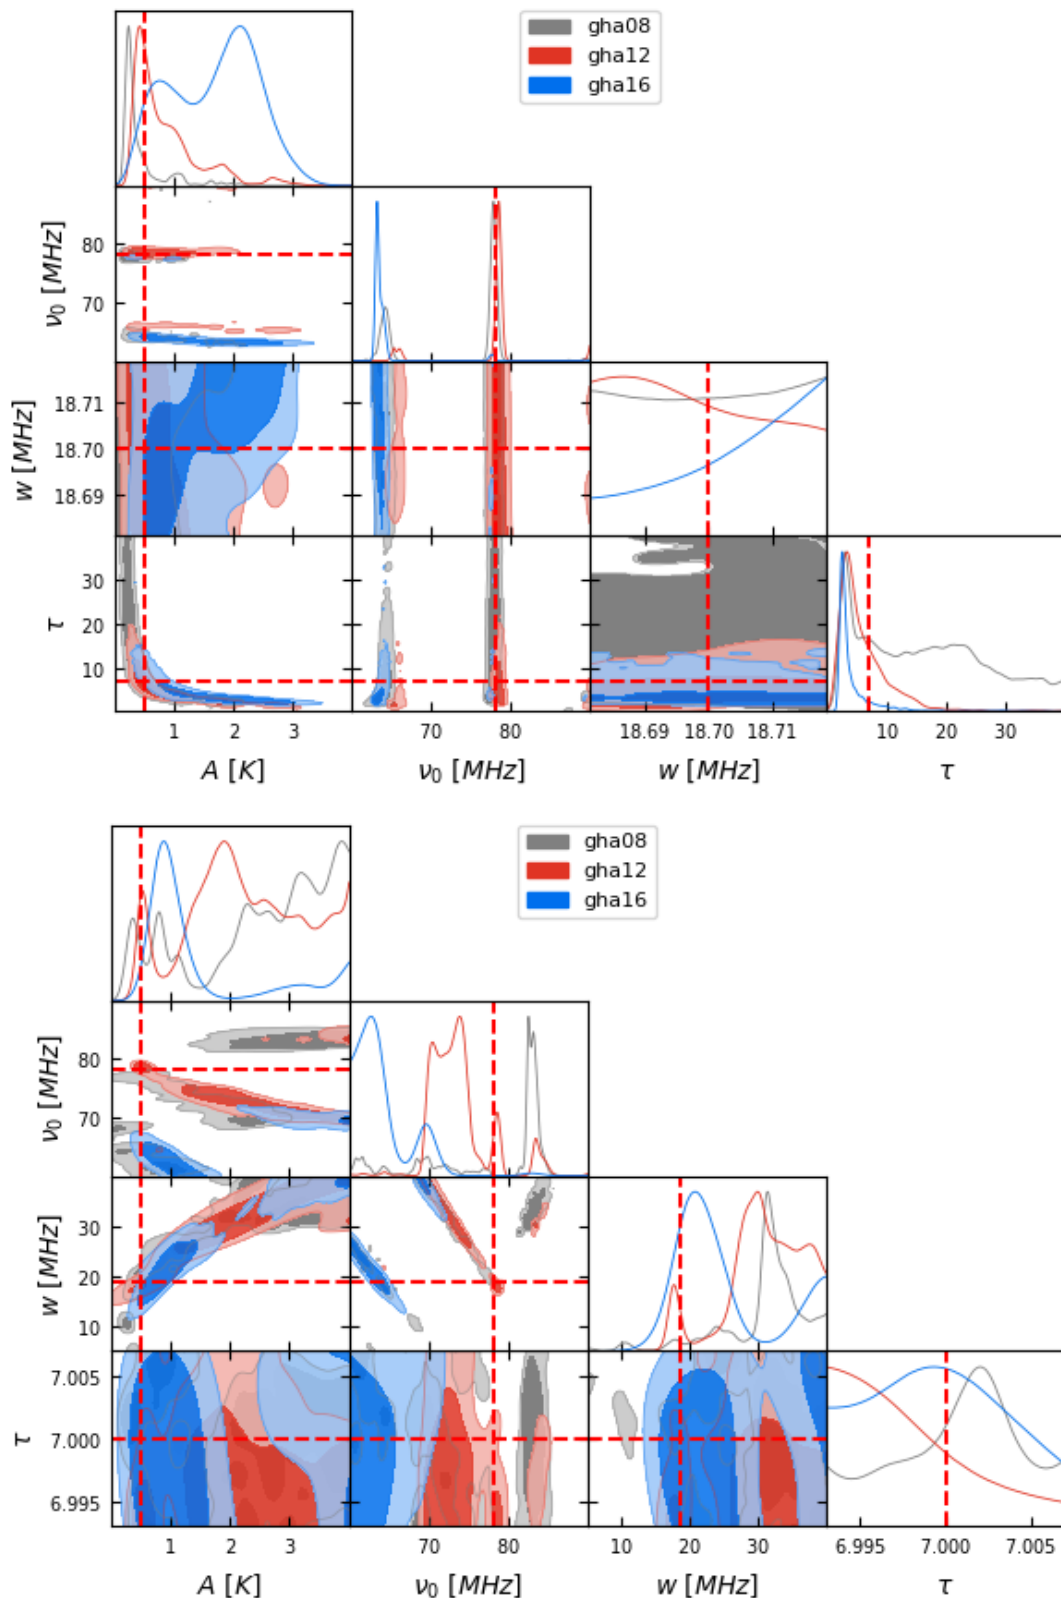 gha08
gha12
gha16
ν₀ [MHz]
80
70
w [MHz]
18.71
18.70
18.69
τ
30
20
10
1 2 3
70 80
18.69 18.70 18.71
10 20 30
A [K]
ν₀ [MHz]
w [MHz]
τ
gha08
gha12
gha16
ν₀ [MHz]
80
70
w [MHz]
30
20
10
τ
7.005
7.000
6.995
1 2 3
70 80
10 20 30
6.995 7.000 7.005
A [K]
ν₀ [MHz]
w [MHz]
τ